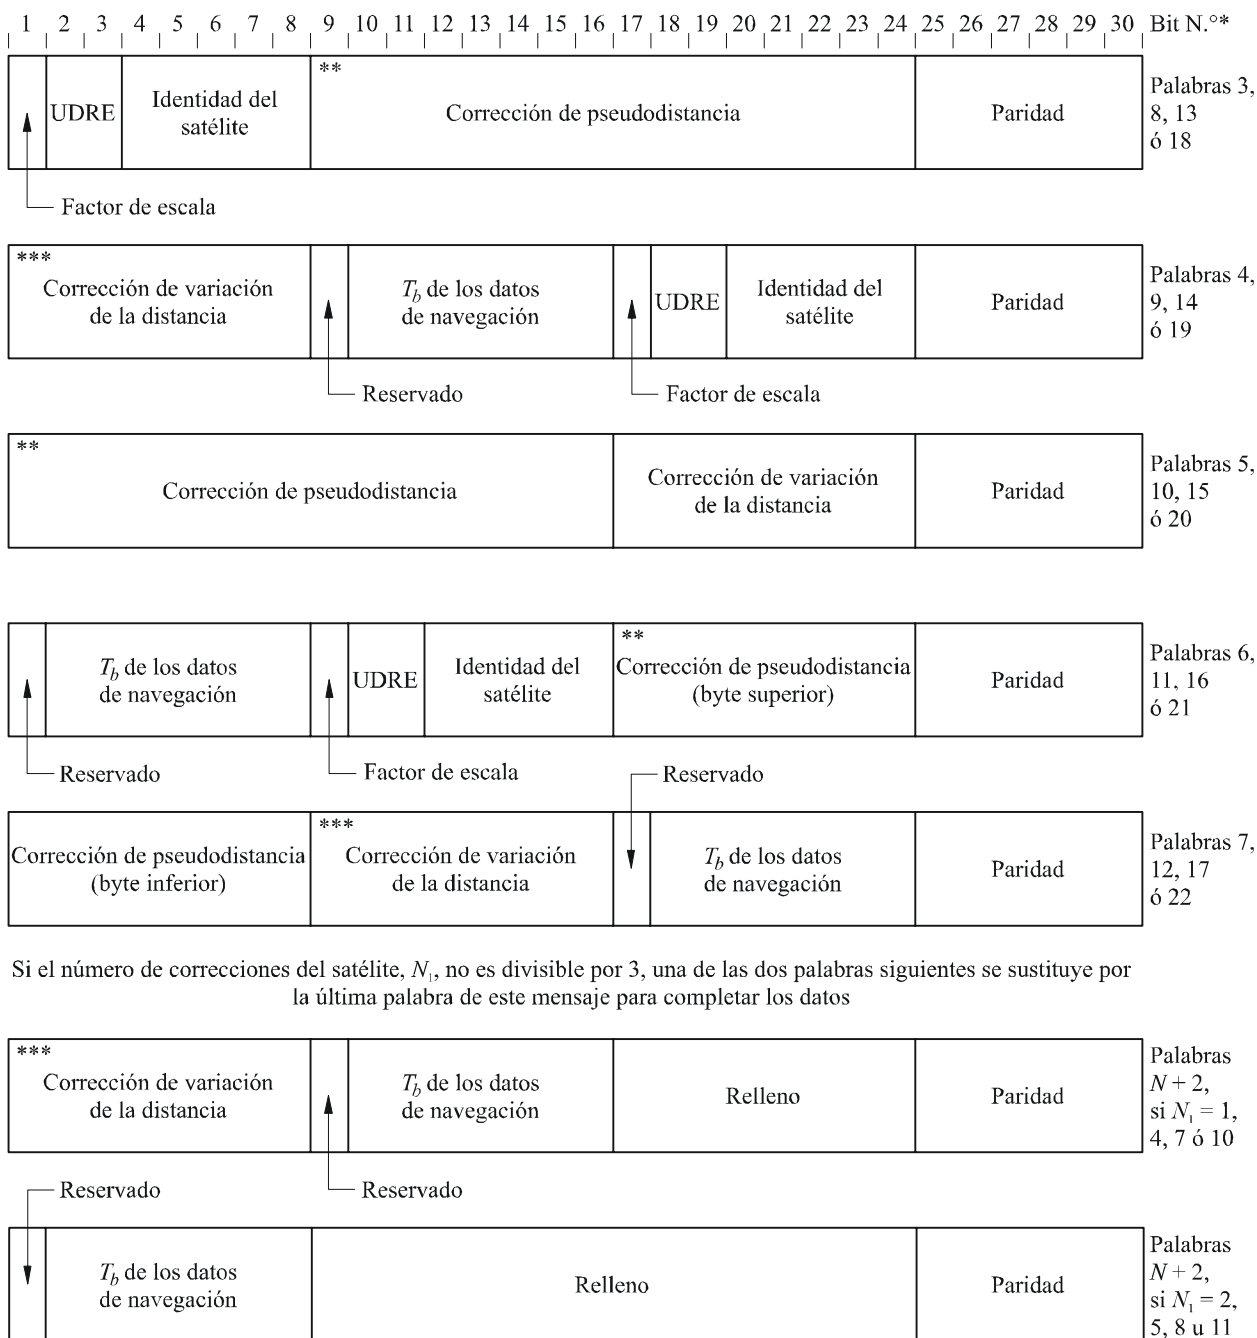 1 2 3 4 5 6 7 8 9 10 11 12 13 14 15 16 17 18 19 20 21 22 23 24 25 26 27 28 29 30 Bit N.°*
UDRE
Identidad del
satélite
**
Corrección de pseudodistancia
Paridad
Palabras 3,
8, 13
ó 18
Factor de escala
***
Corrección de variación
de la distancia
T_b de los datos
de navegación
UDRE
Identidad del
satélite
Paridad
Palabras 4,
9, 14
ó 19
Reservado
Factor de escala
**
Corrección de pseudodistancia
Corrección de variación
de la distancia
Paridad
Palabras 5,
10, 15
ó 20
T_b de los datos
de navegación
UDRE
Identidad del
satélite
**
Corrección de pseudodistancia
(byte superior)
Paridad
Palabras 6,
11, 16
ó 21
Reservado
Factor de escala
Reservado
Corrección de pseudodistancia
(byte inferior)
***
Corrección de variación
de la distancia
T_b de los datos
de navegación
Paridad
Palabras 7,
12, 17
ó 22
Si el número de correcciones del satélite, N₁, no es divisible por 3, una de las dos palabras siguientes se sustituye por
la última palabra de este mensaje para completar los datos
***
Corrección de variación
de la distancia
T_b de los datos
de navegación
Relleno
Paridad
Palabras
N + 2,
si N₁ = 1,
4, 7 ó 10
Reservado
Reservado
T_b de los datos
de navegación
Relleno
Paridad
Palabras
N + 2,
si N₁ = 2,
5, 8 u 11